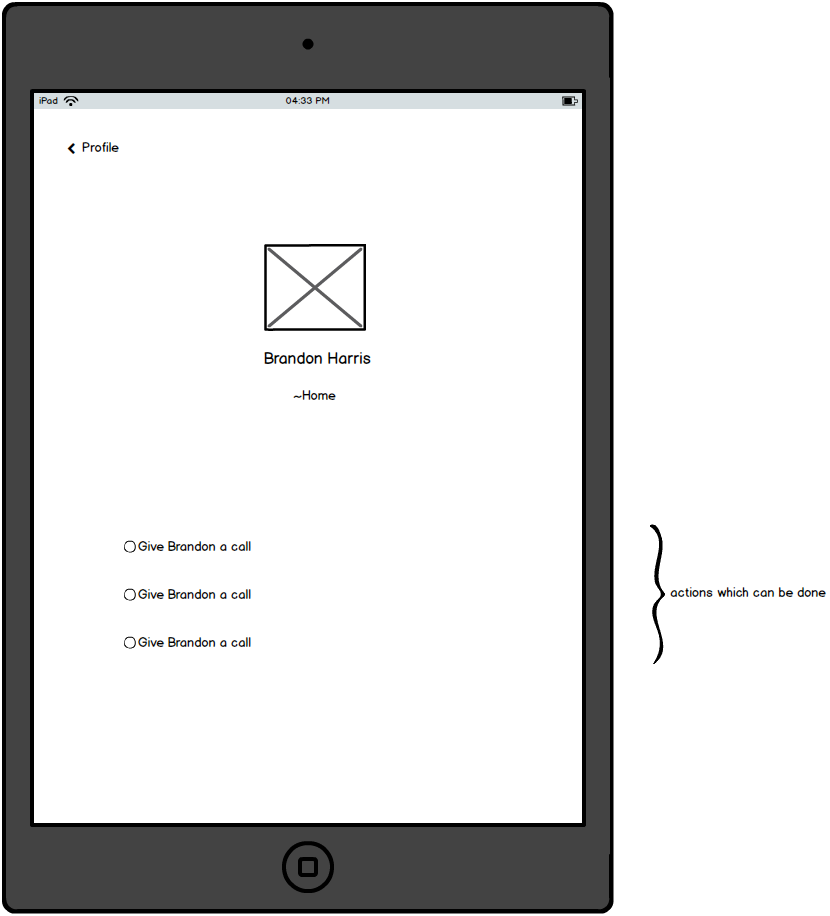 iPad 04:33 PM
Profile
Brandon Harris
~Home
Give Brandon a call
Give Brandon a call
actions which can be done
Give Brandon a call